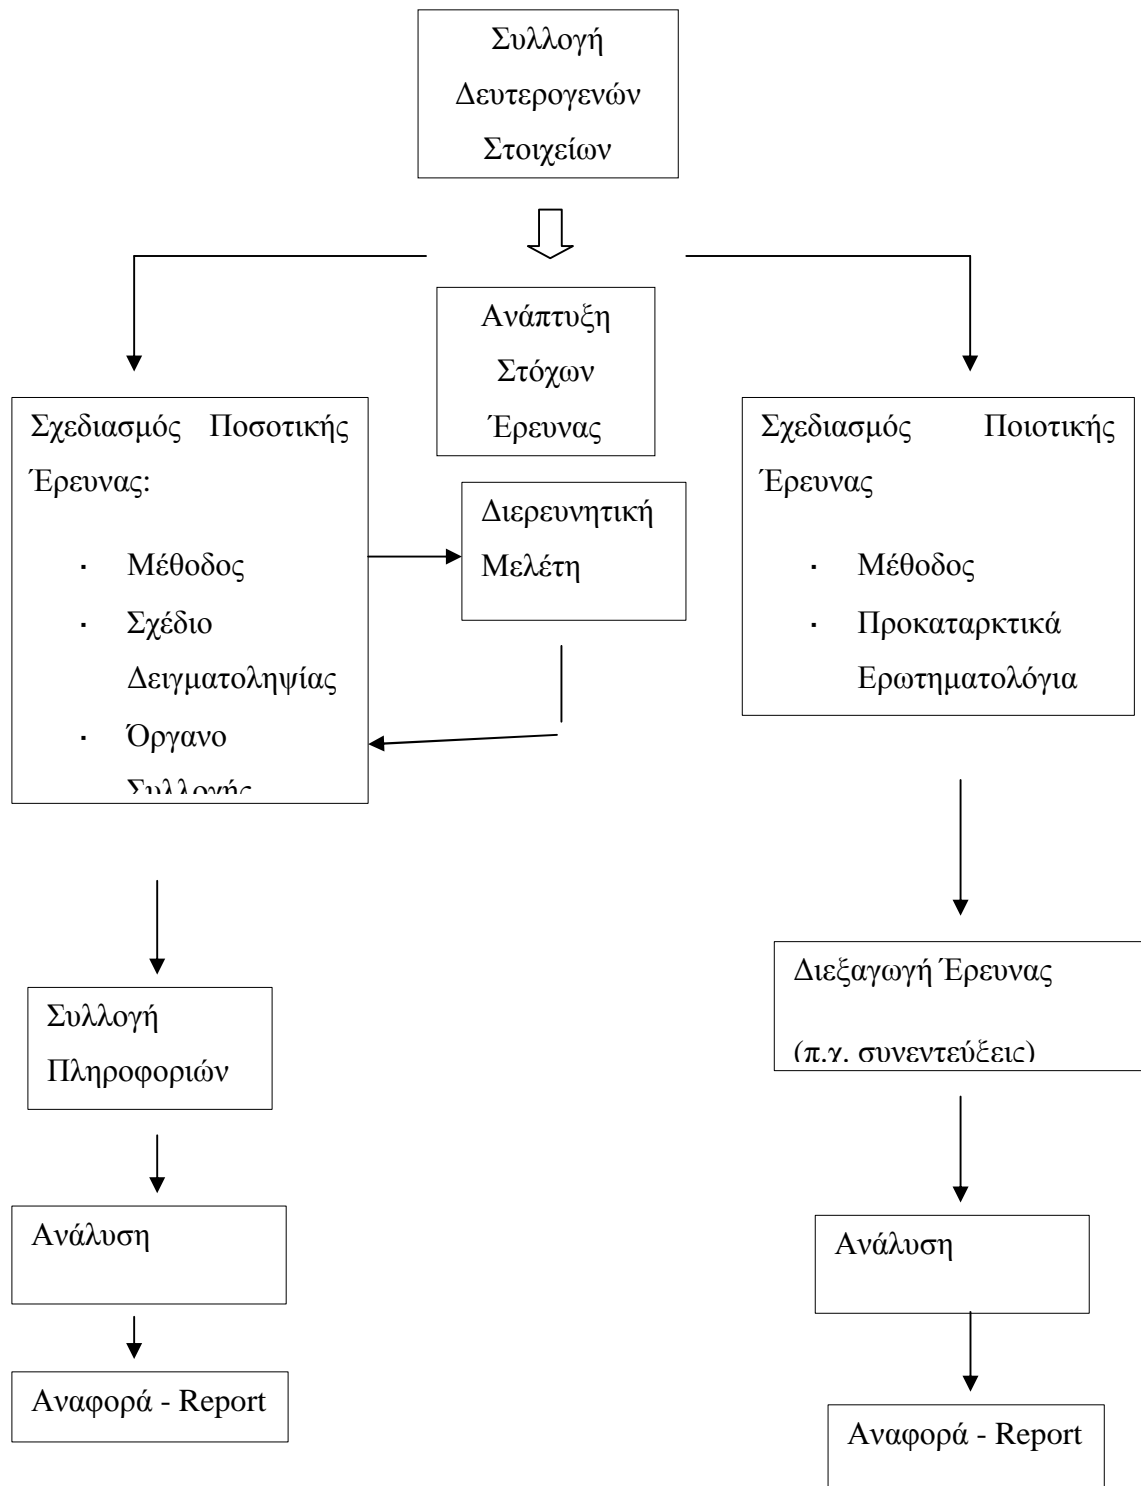 Συλλογή
Δευτερογενών
Στοιχείων
Ανάπτυξη
Στόχων
Έρευνας
Σχεδιασμός Ποσοτικής
Έρευνας:
· Μέθοδος
· Σχέδιο
Δειγματοληψίας
· Όργανο
Συλλογής
Διερευνητική
Μελέτη
Σχεδιασμός Ποιοτικής
Έρευνας
· Μέθοδος
· Προκαταρκτικά
Ερωτηματολόγια
Συλλογή
Πληροφοριών
Ανάλυση
Αναφορά - Report
Διεξαγωγή Έρευνας
(π.χ. συνεντεύξεις)
Ανάλυση
Αναφορά - Report